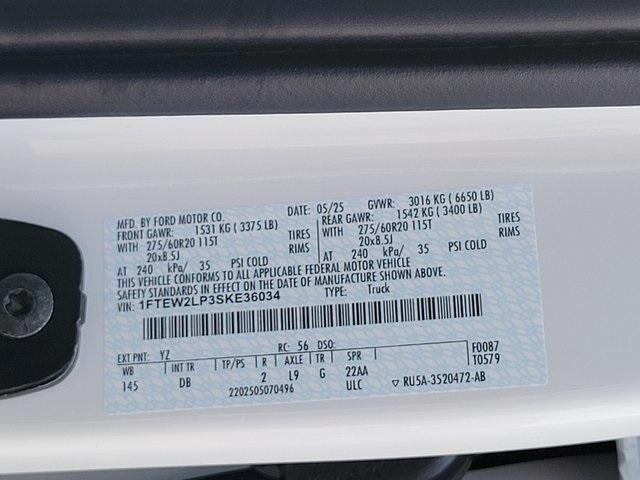 MFD. BY FORD MOTOR CO.
DATE: 05/25 GVWR: 3016 KG ( 6650 LB)
FRONT GAWR: 1531 KG ( 3375 LB)
REAR GAWR: 1542 KG ( 3400 LB)
WITH 275/60R20 115T TIRES
WITH 275/60R20 115T TIRES
20x8.5J RIMS
20x8.5J RIMS
AT 240 kPa/ 35 PSI COLD
AT 240 kPa/ 35 PSI COLD
THIS VEHICLE CONFORMS TO ALL APPLICABLE FEDERAL MOTOR VEHICLE
SAFETY STANDARDS IN EFFECT ON THE DATE OF MANUFACTURE SHOWN ABOVE.
VIN: 1FTEW2LP3SKE36034
TYPE: Truck
EXT PNT: YZ RC: 56 DSO: F0087
WB INT TR TP/PS R AXLE TR SPR T0579
145 DB 2 L9 G 22AA
2202505070496 ULC ▽ RU5A-3520472-AB